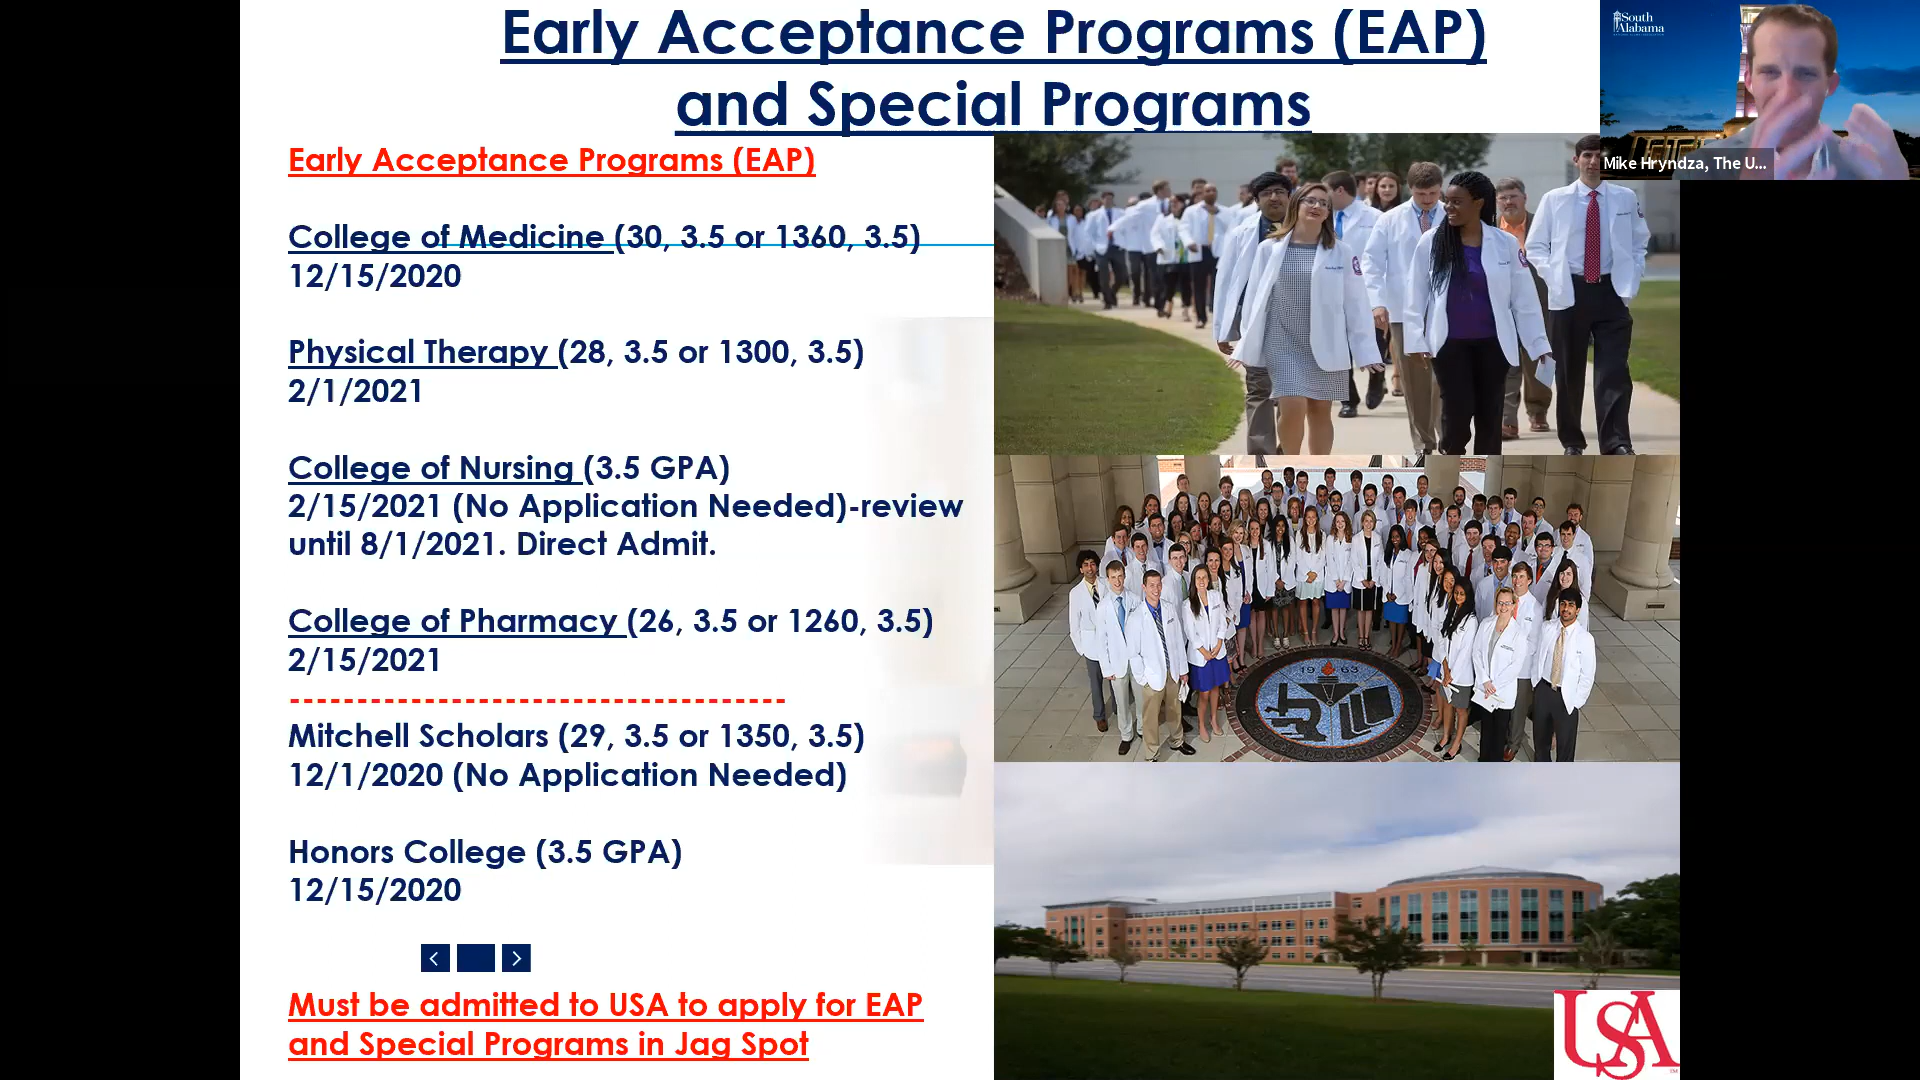 Early Acceptance Programs (EAP)
and Special Programs
Early Acceptance Programs (EAP)
College of Medicine (30, 3.5 or 1360, 3.5)
12/15/2020
Physical Therapy (28, 3.5 or 1300, 3.5)
2/1/2021
College of Nursing (3.5 GPA)
2/15/2021 (No Application Needed)-review
until 8/1/2021. Direct Admit.
College of Pharmacy (26, 3.5 or 1260, 3.5)
2/15/2021
-------------------------------------
Mitchell Scholars (29, 3.5 or 1350, 3.5)
12/1/2020 (No Application Needed)
Honors College (3.5 GPA)
12/15/2020
Must be admitted to USA to apply for EAP
and Special Programs in Jag Spot
South
Alabama
Mike Hryndza, The U...
19 63
USA